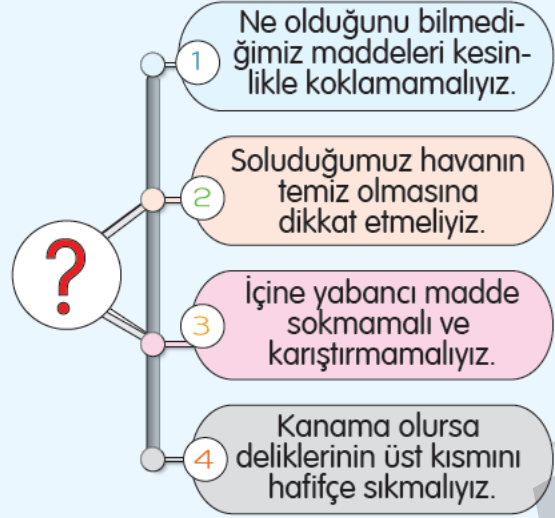 1
Ne olduğunu bilmedi-
ğimiz maddeleri kesin-
likle koklamamalıyız.
2
Soluduğumuz havanın
temiz olmasına
dikkat etmeliyiz.
?
3
İçine yabancı madde
sokmamalı ve
karıştırmamalıyız.
4
Kanama olursa
deliklerinin üst kısmını
hafifçe sıkmalıyız.